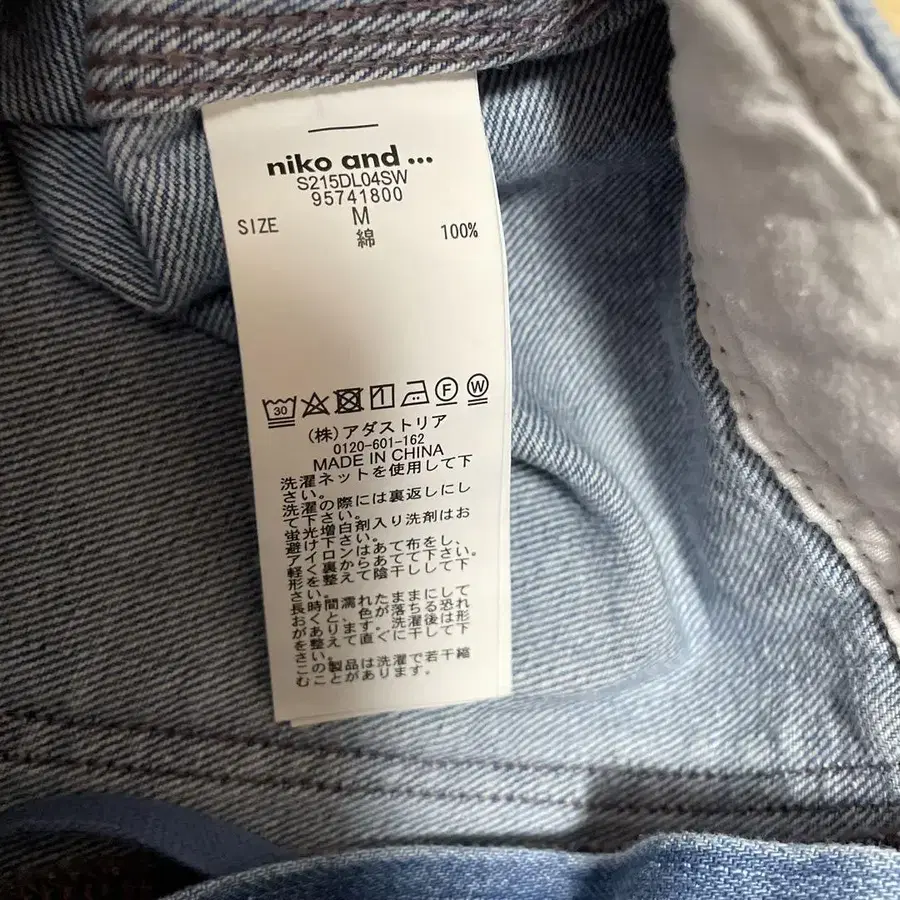 niko and ...
S215DL04SW
95741800
SIZE M
綿 100%
30 1 F W
(株)アダストリア
0120-601-162
MADE IN CHINA
洗濯ネットを使用して下
さい。
洗濯の際には裏返しにし
て下さい。
蛍光増白剤入り洗剤はお
避け下さい。
アイロンはあて布をし、
軽く裏からあてて下さい。
形を整えて陰干しして下
さい。
長時間濡れたままにして
おくと、色が落ちる恐れ
があります。洗濯後は形
を整えて直ぐに干して下
さい。
この製品は洗濯で若干縮
むことがあります。